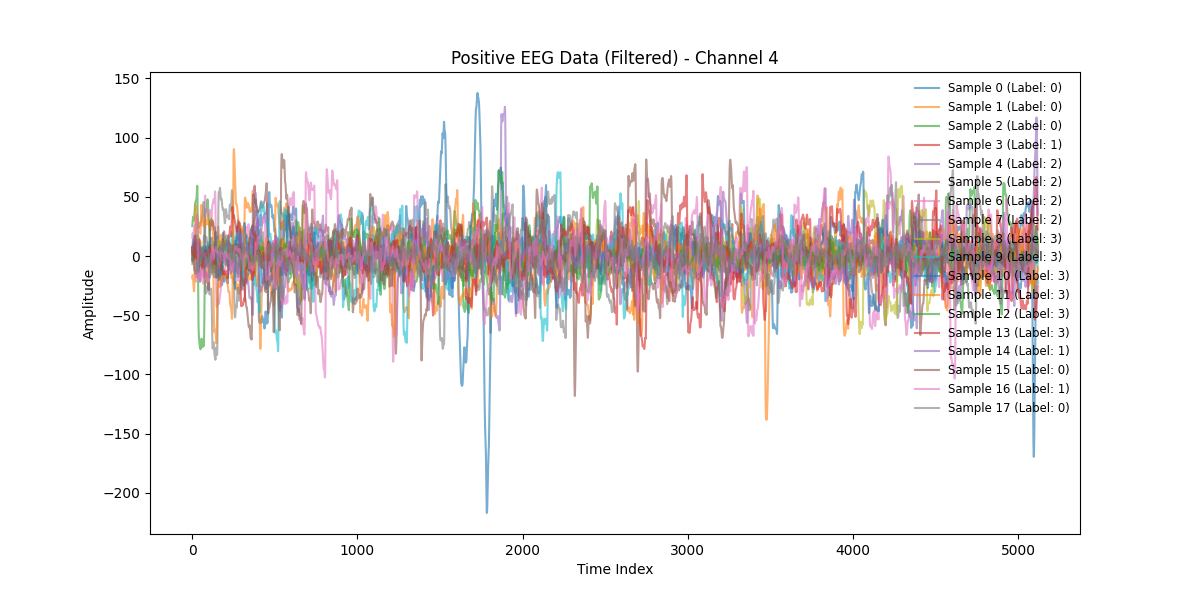 Positive EEG Data (Filtered) - Channel 4
150
100
50
0
−50
−100
−150
−200
Amplitude
0
1000
2000
3000
4000
5000
Time Index
Sample 0 (Label: 0)
Sample 1 (Label: 0)
Sample 2 (Label: 0)
Sample 3 (Label: 1)
Sample 4 (Label: 2)
Sample 5 (Label: 2)
Sample 6 (Label: 2)
Sample 7 (Label: 2)
Sample 8 (Label: 3)
Sample 9 (Label: 3)
Sample 10 (Label: 3)
Sample 11 (Label: 3)
Sample 12 (Label: 3)
Sample 13 (Label: 3)
Sample 14 (Label: 1)
Sample 15 (Label: 0)
Sample 16 (Label: 1)
Sample 17 (Label: 0)